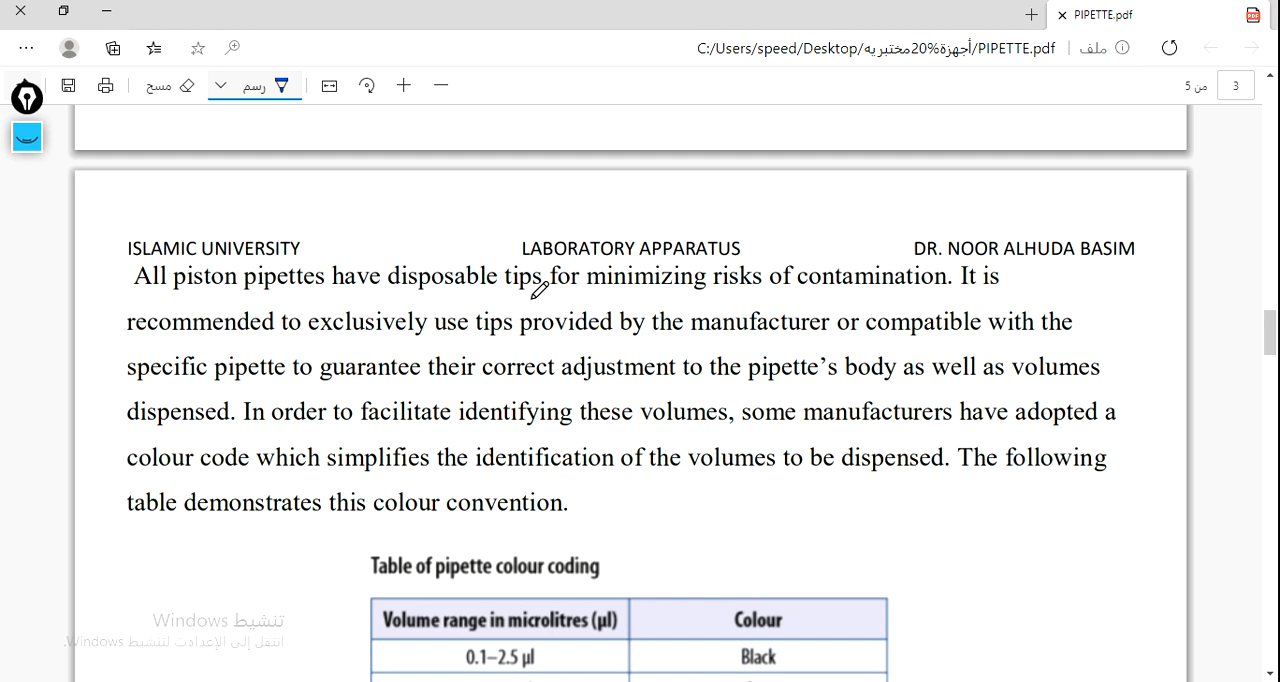 PIPETTE.pdf
C:/Users/speed/Desktop/أجهزة%20مختبريه/PIPETTE.pdf
ملف
رسم
مسح
3
من 5
ISLAMIC UNIVERSITY LABORATORY APPARATUS DR. NOOR ALHUDA BASIM
All piston pipettes have disposable tips for minimizing risks of contamination. It is
recommended to exclusively use tips provided by the manufacturer or compatible with the
specific pipette to guarantee their correct adjustment to the pipette’s body as well as volumes
dispensed. In order to facilitate identifying these volumes, some manufacturers have adopted a
colour code which simplifies the identification of the volumes to be dispensed. The following
table demonstrates this colour convention.
Table of pipette colour coding
Volume range in microlitres (µl) Colour
0.1–2.5 µl Black
تنشيط Windows
انتقل إلى الإعدادت لتنشيط Windows.